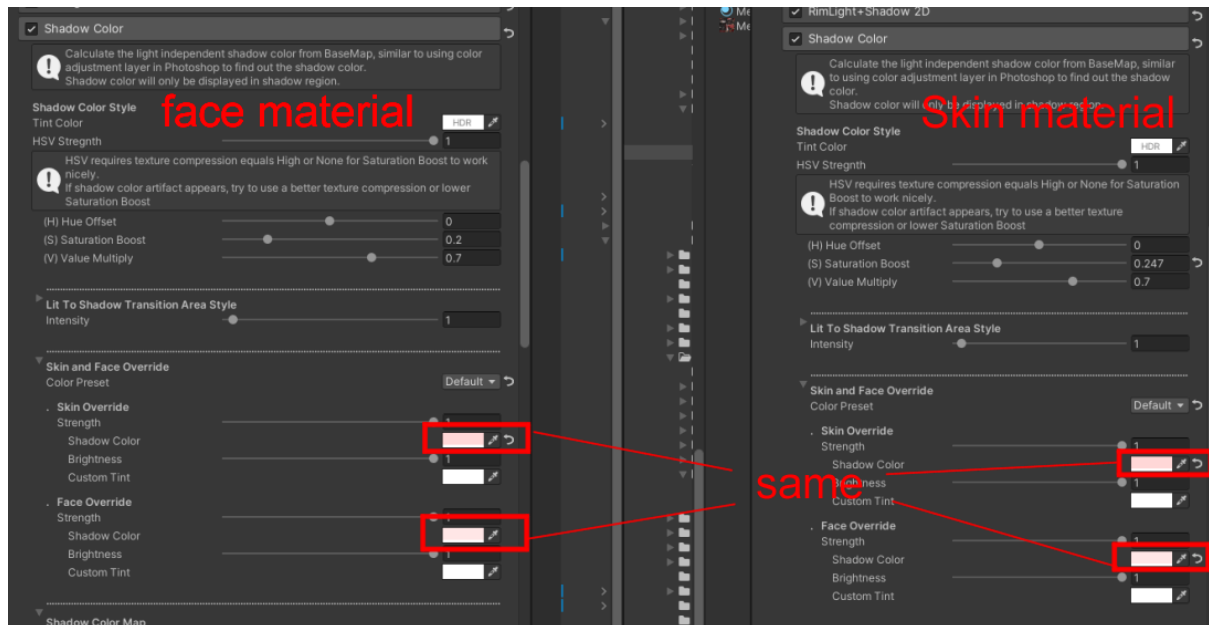 Shadow Color
Calculate the light independent shadow color from BaseMap, similar to using color
adjustment layer in Photoshop to find out the shadow color.
Shadow color will only be displayed in shadow region.
face material
Shadow Color Style
Tint Color
HDR
HSV Stregnth
1
HSV requires texture compression equals High or None for Saturation Boost to work
nicely.
If shadow color artifact appears, try to use a better texture compression or lower
Saturation Boost
(H) Hue Offset
0
(S) Saturation Boost
0.2
(V) Value Multiply
0.7
Lit To Shadow Transition Area Style
Intensity
1
Skin and Face Override
Color Preset
Default
. Skin Override
Strength
1
Shadow Color
Brightness
1
Custom Tint
. Face Override
Strength
1
Shadow Color
Brightness
1
Custom Tint
Shadow Color Map
Me
Me
same
RimLight+Shadow 2D
Shadow Color
Calculate the light independent shadow color from BaseMap, similar
to using color adjustment layer in Photoshop to find out the shadow
color.
Shadow color will only be displayed in shadow region.
Skin material
Shadow Color Style
Tint Color
HDR
HSV Stregnth
1
HSV requires texture compression equals High or None for Saturation
Boost to work nicely.
If shadow color artifact appears, try to use a better texture
compression or lower Saturation Boost
(H) Hue Offset
0
(S) Saturation Boost
0.247
(V) Value Multiply
0.7
Lit To Shadow Transition Area Style
Intensity
1
Skin and Face Override
Color Preset
Default
. Skin Override
Strength
1
Shadow Color
Brightness
1
Custom Tint
. Face Override
Strength
1
Shadow Color
Brightness
1
Custom Tint